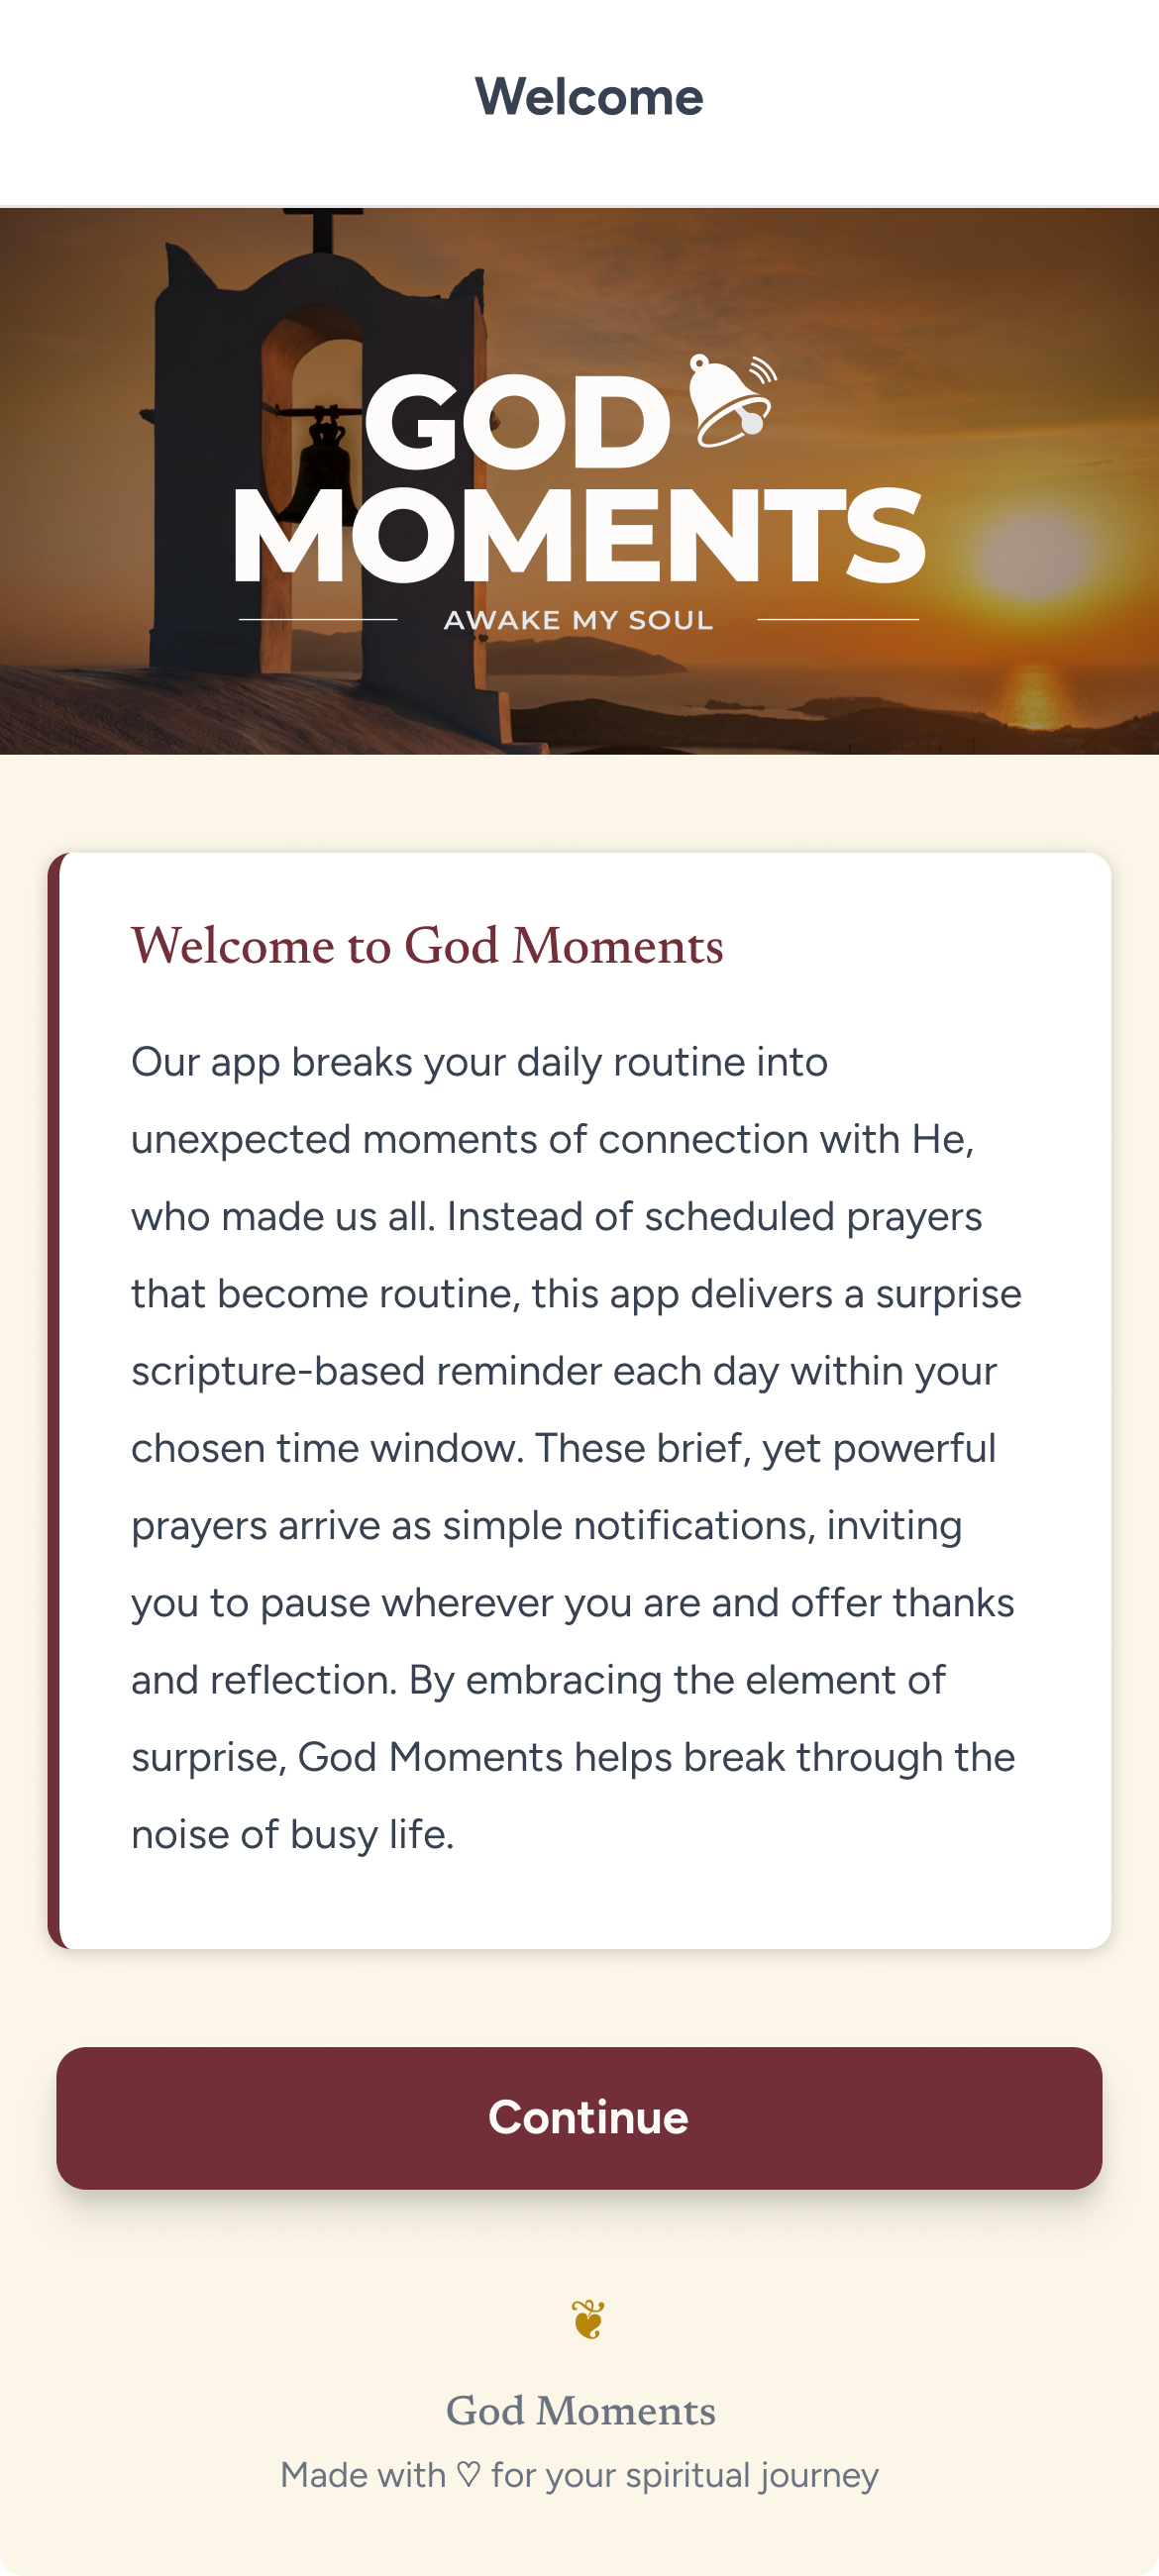 Welcome
GOD
MOMENTS
AWAKE MY SOUL
Welcome to God Moments
Our app breaks your daily routine into
unexpected moments of connection with He,
who made us all. Instead of scheduled prayers
that become routine, this app delivers a surprise
scripture-based reminder each day within your
chosen time window. These brief, yet powerful
prayers arrive as simple notifications, inviting
you to pause wherever you are and offer thanks
and reflection. By embracing the element of
surprise, God Moments helps break through the
noise of busy life.
Continue
❦
God Moments
Made with ♡ for your spiritual journey